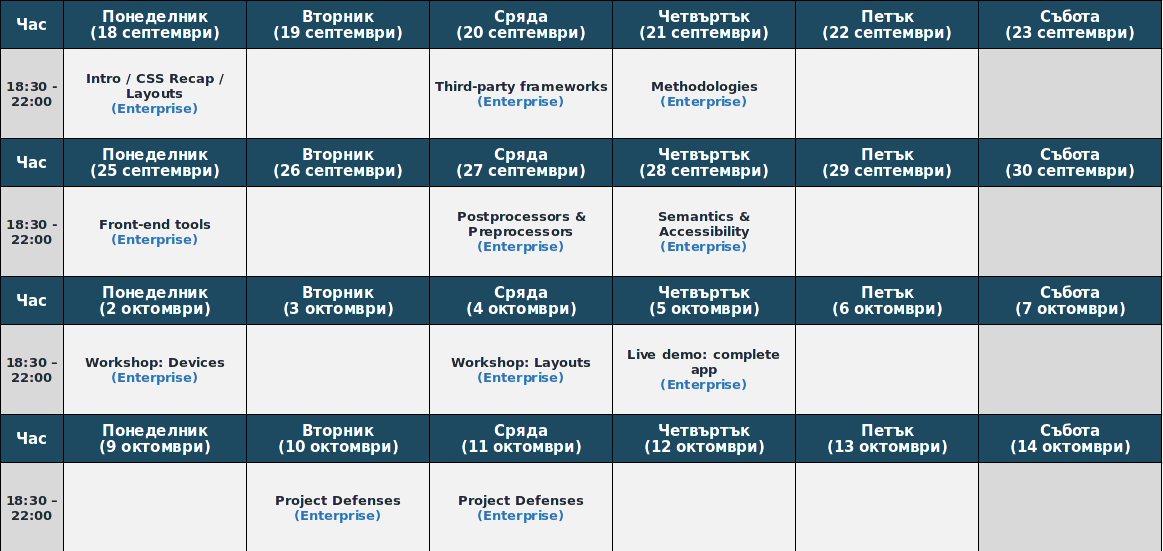 Час
Понеделник
(18 септември)
Вторник
(19 септември)
Сряда
(20 септември)
Четвъртък
(21 септември)
Петък
(22 септември)
Събота
(23 септември)
18:30 -
22:00
Intro / CSS Recap /
Layouts
(Enterprise)
Third-party frameworks
(Enterprise)
Methodologies
(Enterprise)
Час
Понеделник
(25 септември)
Вторник
(26 септември)
Сряда
(27 септември)
Четвъртък
(28 септември)
Петък
(29 септември)
Събота
(30 септември)
18:30 -
22:00
Front-end tools
(Enterprise)
Postprocessors &
Preprocessors
(Enterprise)
Semantics &
Accessibility
(Enterprise)
Час
Понеделник
(2 октомври)
Вторник
(3 октомври)
Сряда
(4 октомври)
Четвъртък
(5 октомври)
Петък
(6 октомври)
Събота
(7 октомври)
18:30 –
22:00
Workshop: Devices
(Enterprise)
Workshop: Layouts
(Enterprise)
Live demo: complete
app
(Enterprise)
Час
Понеделник
(9 октомври)
Вторник
(10 октомври)
Сряда
(11 октомври)
Четвъртък
(12 октомври)
Петък
(13 октомври)
Събота
(14 октомври)
18:30 –
22:00
Project Defenses
(Enterprise)
Project Defenses
(Enterprise)